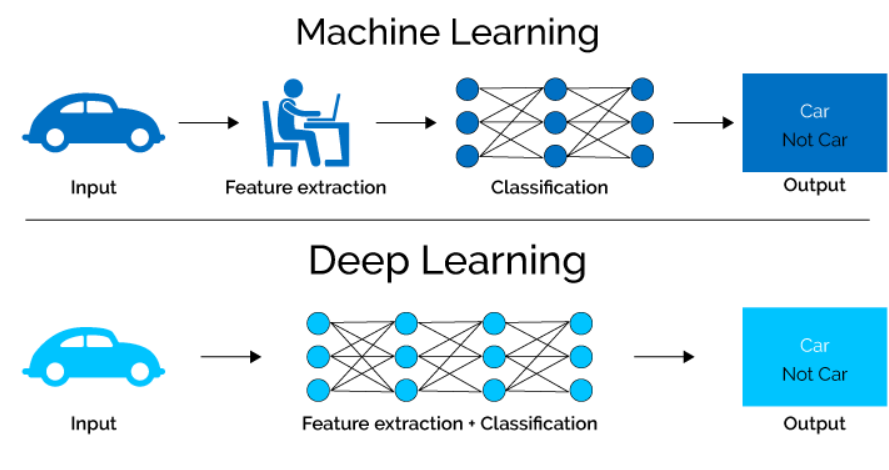 Machine Learning
Car
Not Car
Input
Feature extraction
Classification
Output
Deep Learning
Car
Not Car
Input
Feature extraction + Classification
Output